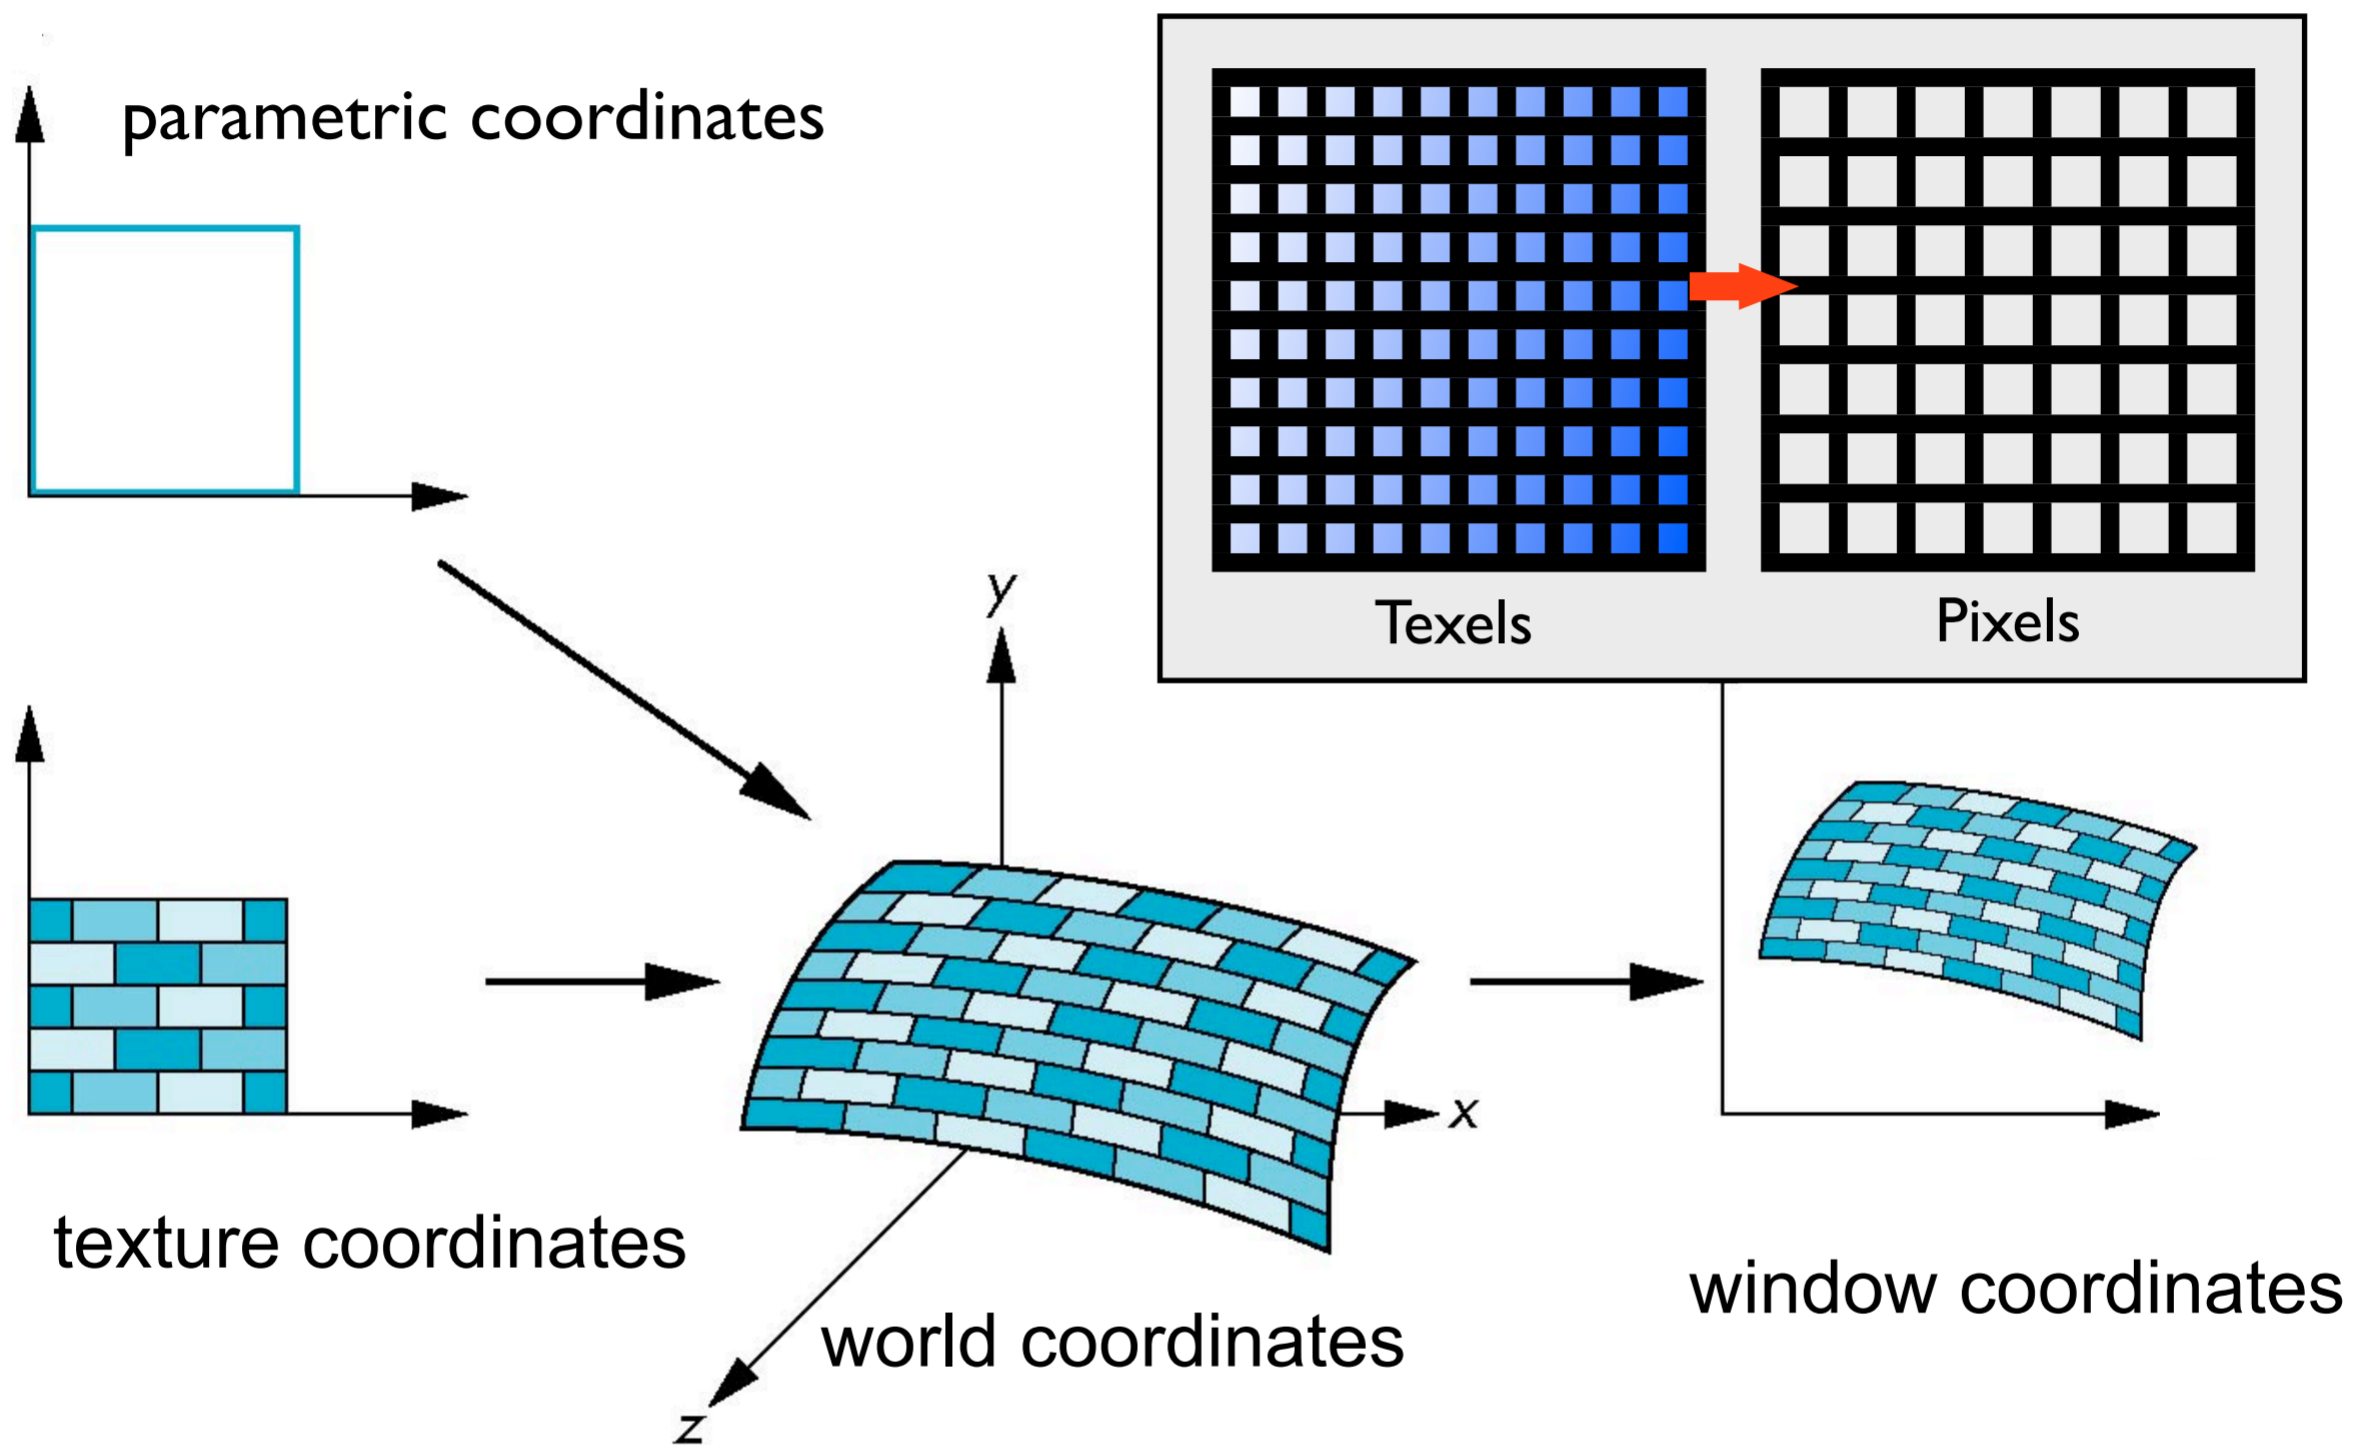 parametric coordinates
Texels
Pixels
y
x
z
texture coordinates
world coordinates
window coordinates